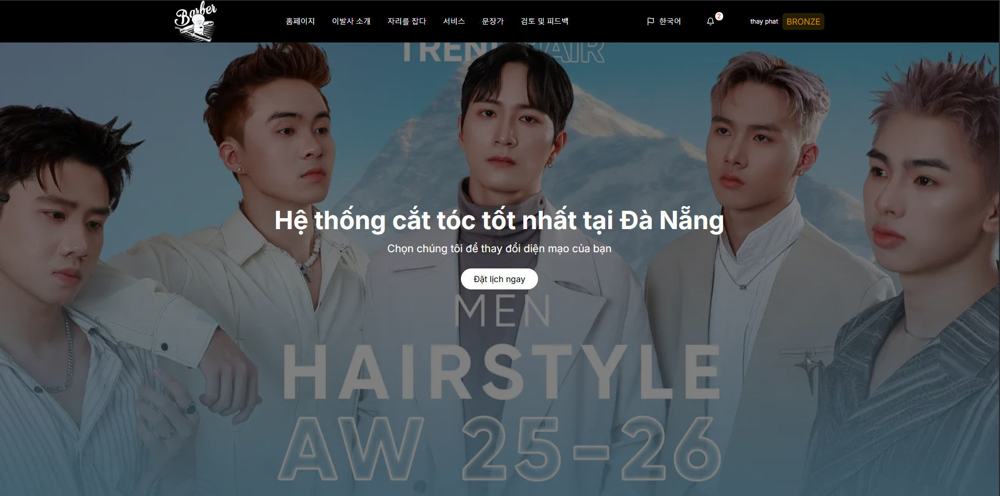 Barber
홈페이지
이발사 소개
자리를 잡다
서비스
문장가
검토 및 피드백
한국어
2
thay phat
BRONZE
TREND HAIR
Hệ thống cắt tóc tốt nhất tại Đà Nẵng
Chọn chúng tôi để thay đổi diện mạo của bạn
Đặt lịch ngay
MEN
HAIRSTYLE
AW 25-26